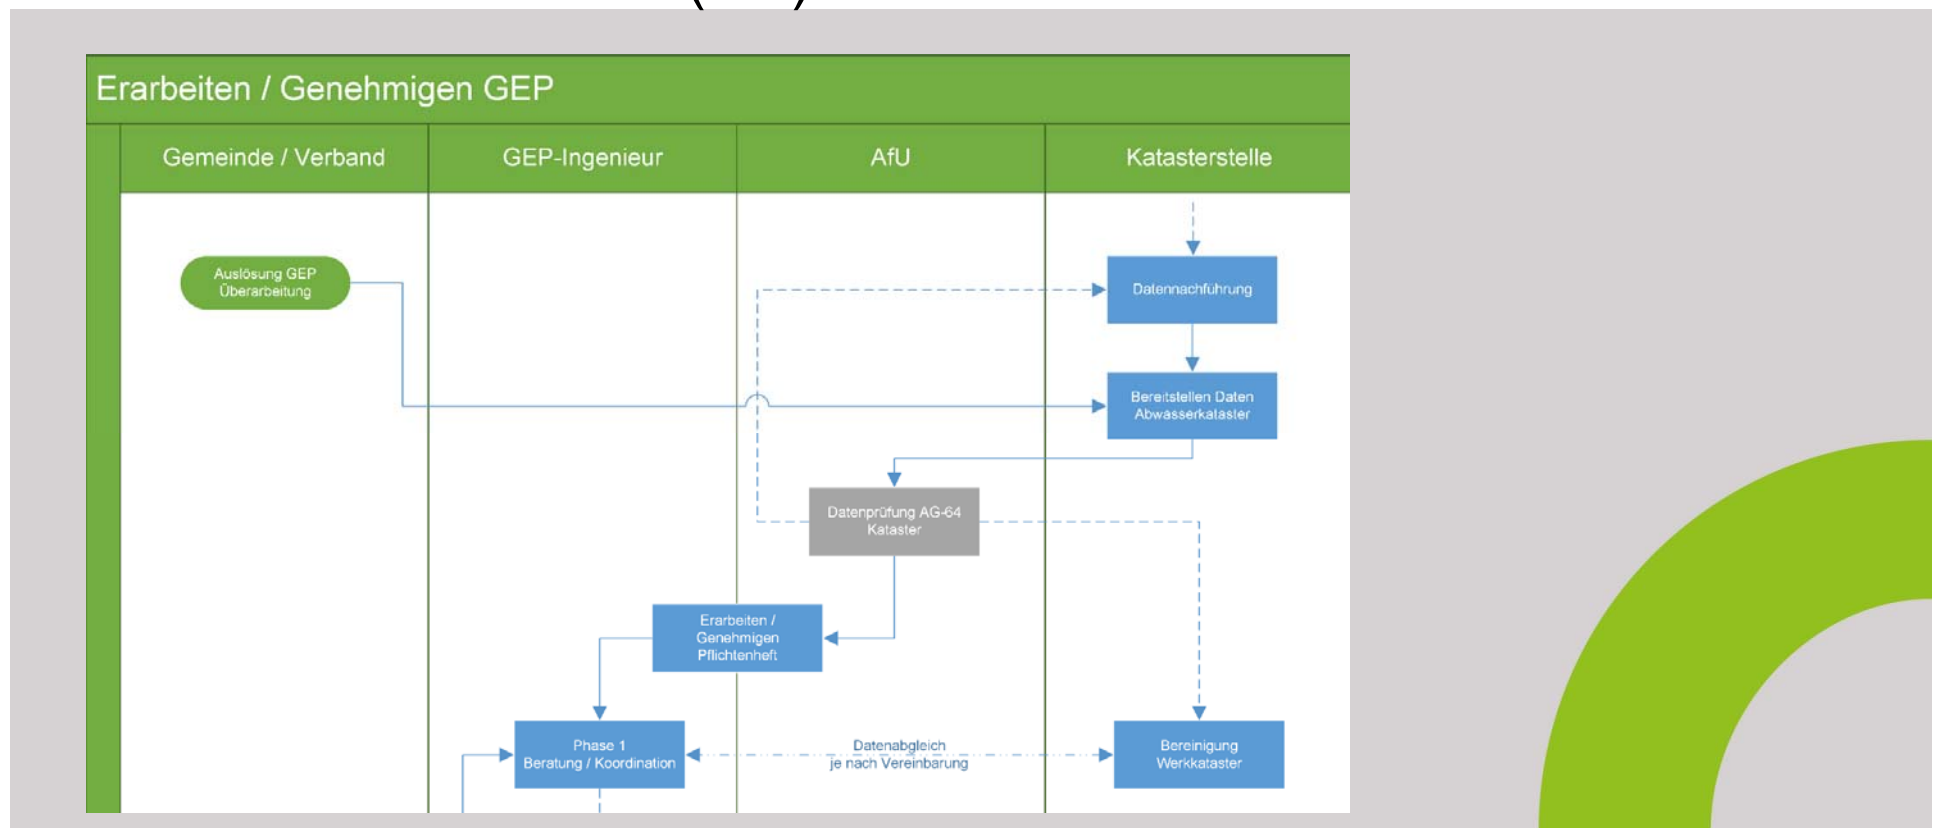 Erarbeiten / Genehmigen GEP
Gemeinde / Verband
GEP-Ingenieur
AfU
Katasterstelle
Auslösung GEP
Überarbeitung
Datennachführung
Bereitstellen Daten
Abwasserkataster
Datenprüfung AG-64
Kataster
Erarbeiten /
Genehmigen
Pflichtenheft
Phase 1
Beratung / Koordination
Datenabgleich
je nach Vereinbarung
Bereinigung
Werkkataster